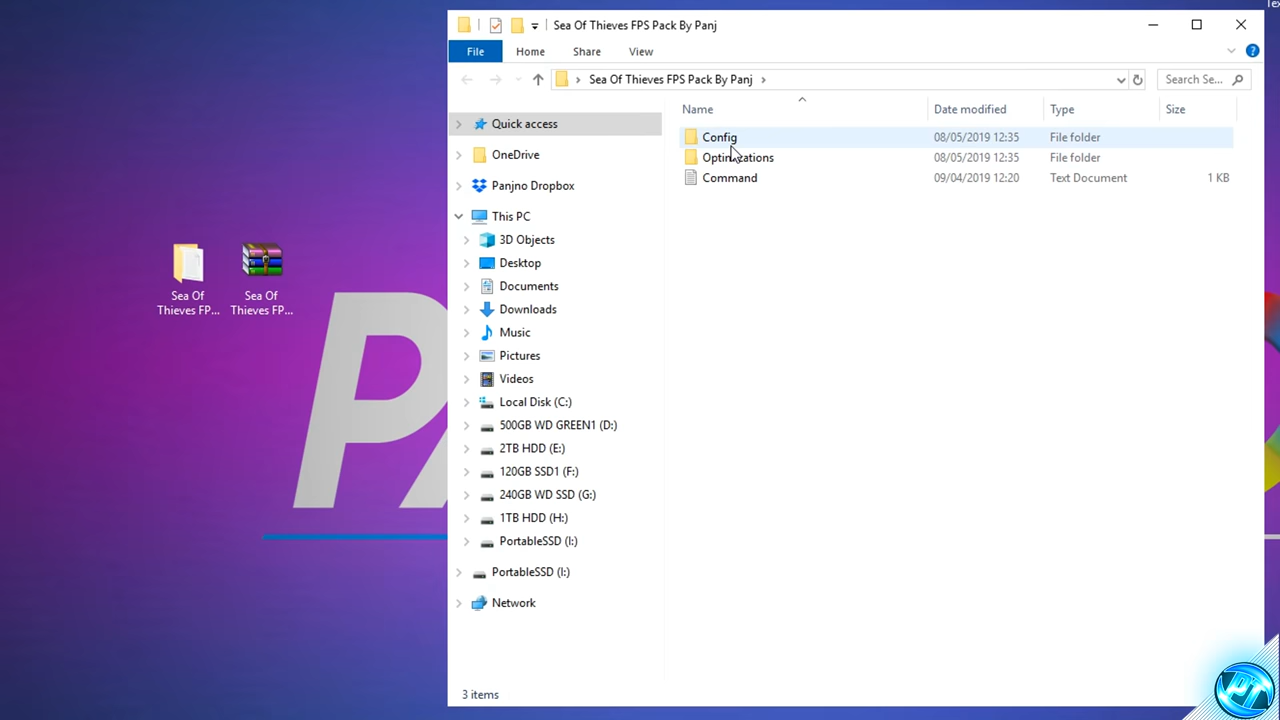 Sea Of Thieves FPS Pack By Panj
File Home Share View
Sea Of Thieves FPS Pack By Panj
Search Se...
Name Date modified Type Size
Quick access
OneDrive
Panjno Dropbox
This PC
3D Objects
Desktop
Documents
Downloads
Music
Pictures
Videos
Local Disk (C:)
500GB WD GREEN1 (D:)
2TB HDD (E:)
120GB SSD1 (F:)
240GB WD SSD (G:)
1TB HDD (H:)
PortableSSD (I:)
PortableSSD (I:)
Network
Config 08/05/2019 12:35 File folder
Optimizations 08/05/2019 12:35 File folder
Command 09/04/2019 12:20 Text Document 1 KB
3 items
Sea Of
Thieves FP...
Sea Of
Thieves FP...
PT